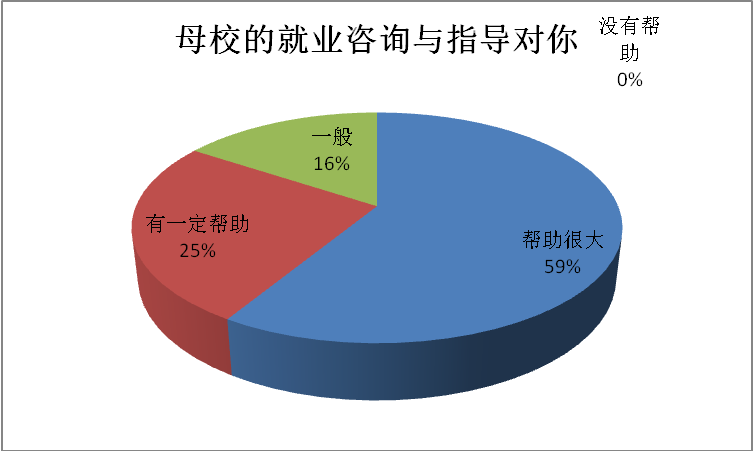 母校的就业咨询与指导对你
没有帮
助
0%
一般
16%
有一定帮助
25%
帮助很大
59%